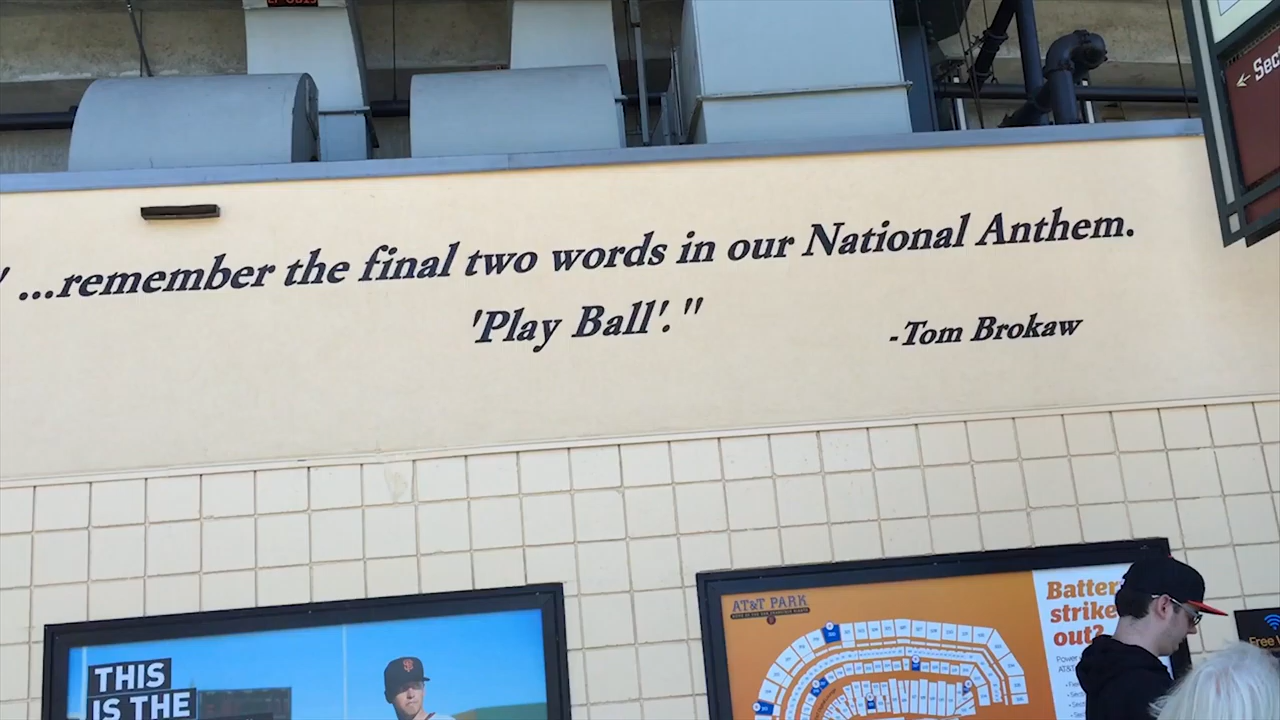 " ...remember the final two words in our National Anthem.
'Play Ball'."
-Tom Brokaw
THIS
IS THE
AT&T PARK
strike
out?
Free